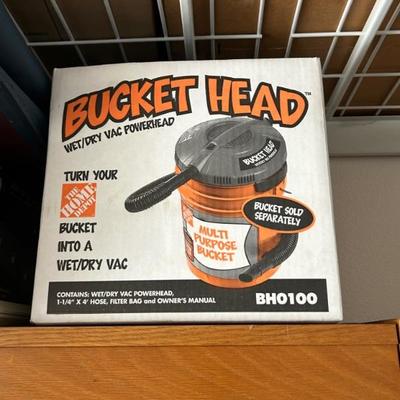 BUCKET HEAD™
WET/DRY VAC POWERHEAD
TURN YOUR
THE
HOME
DEPOT
BUCKET
INTO A
WET/DRY VAC
BUCKET HEAD
BUCKET SOLD
SEPARATELY
MULTI
PURPOSE
BUCKET
CONTAINS: WET/DRY VAC POWERHEAD,
1-1/4" X 4' HOSE, FILTER BAG and OWNER'S MANUAL
BH0100